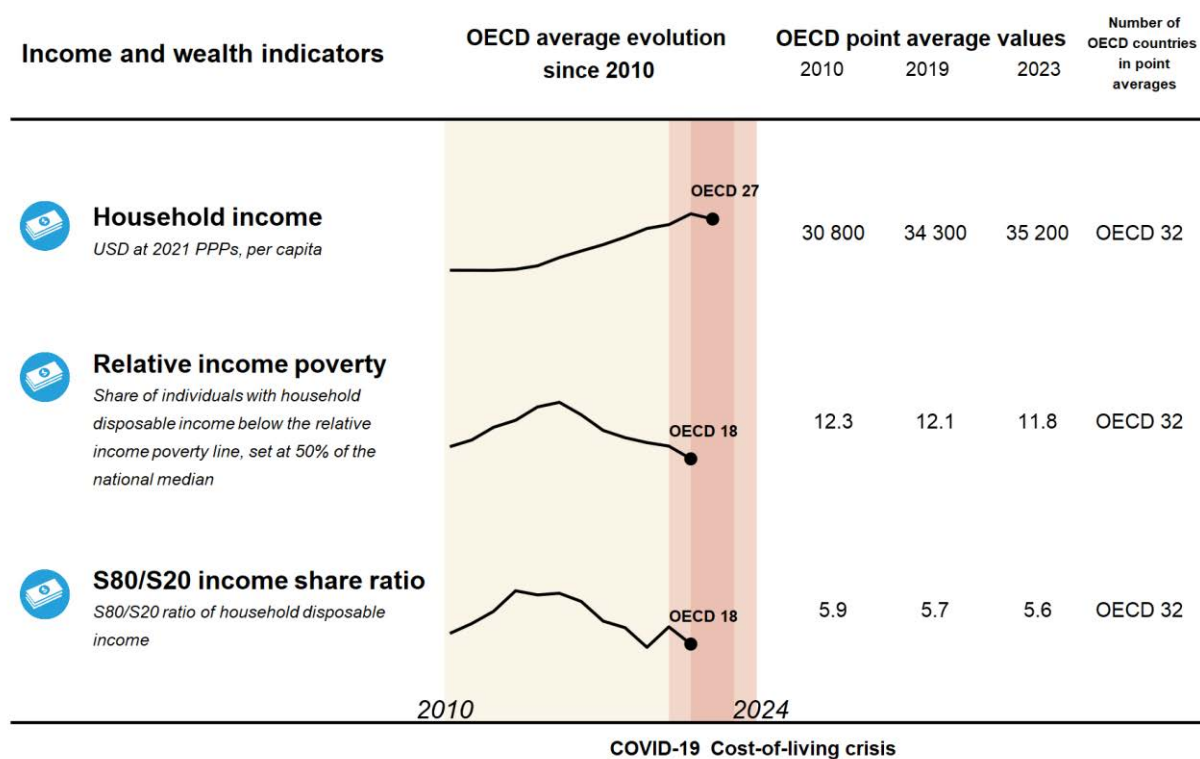 Income and wealth indicators
OECD average evolution
since 2010
OECD point average values
2010 2019 2023
Number of
OECD countries
in point
averages
OECD 27
Household income
USD at 2021 PPPs, per capita
30 800 34 300 35 200 OECD 32
Relative income poverty
Share of individuals with household
disposable income below the relative
income poverty line, set at 50% of the
national median
OECD 18
12.3 12.1 11.8 OECD 32
S80/S20 income share ratio
S80/S20 ratio of household disposable
income
OECD 18
5.9 5.7 5.6 OECD 32
2010 2024
COVID-19 Cost-of-living crisis